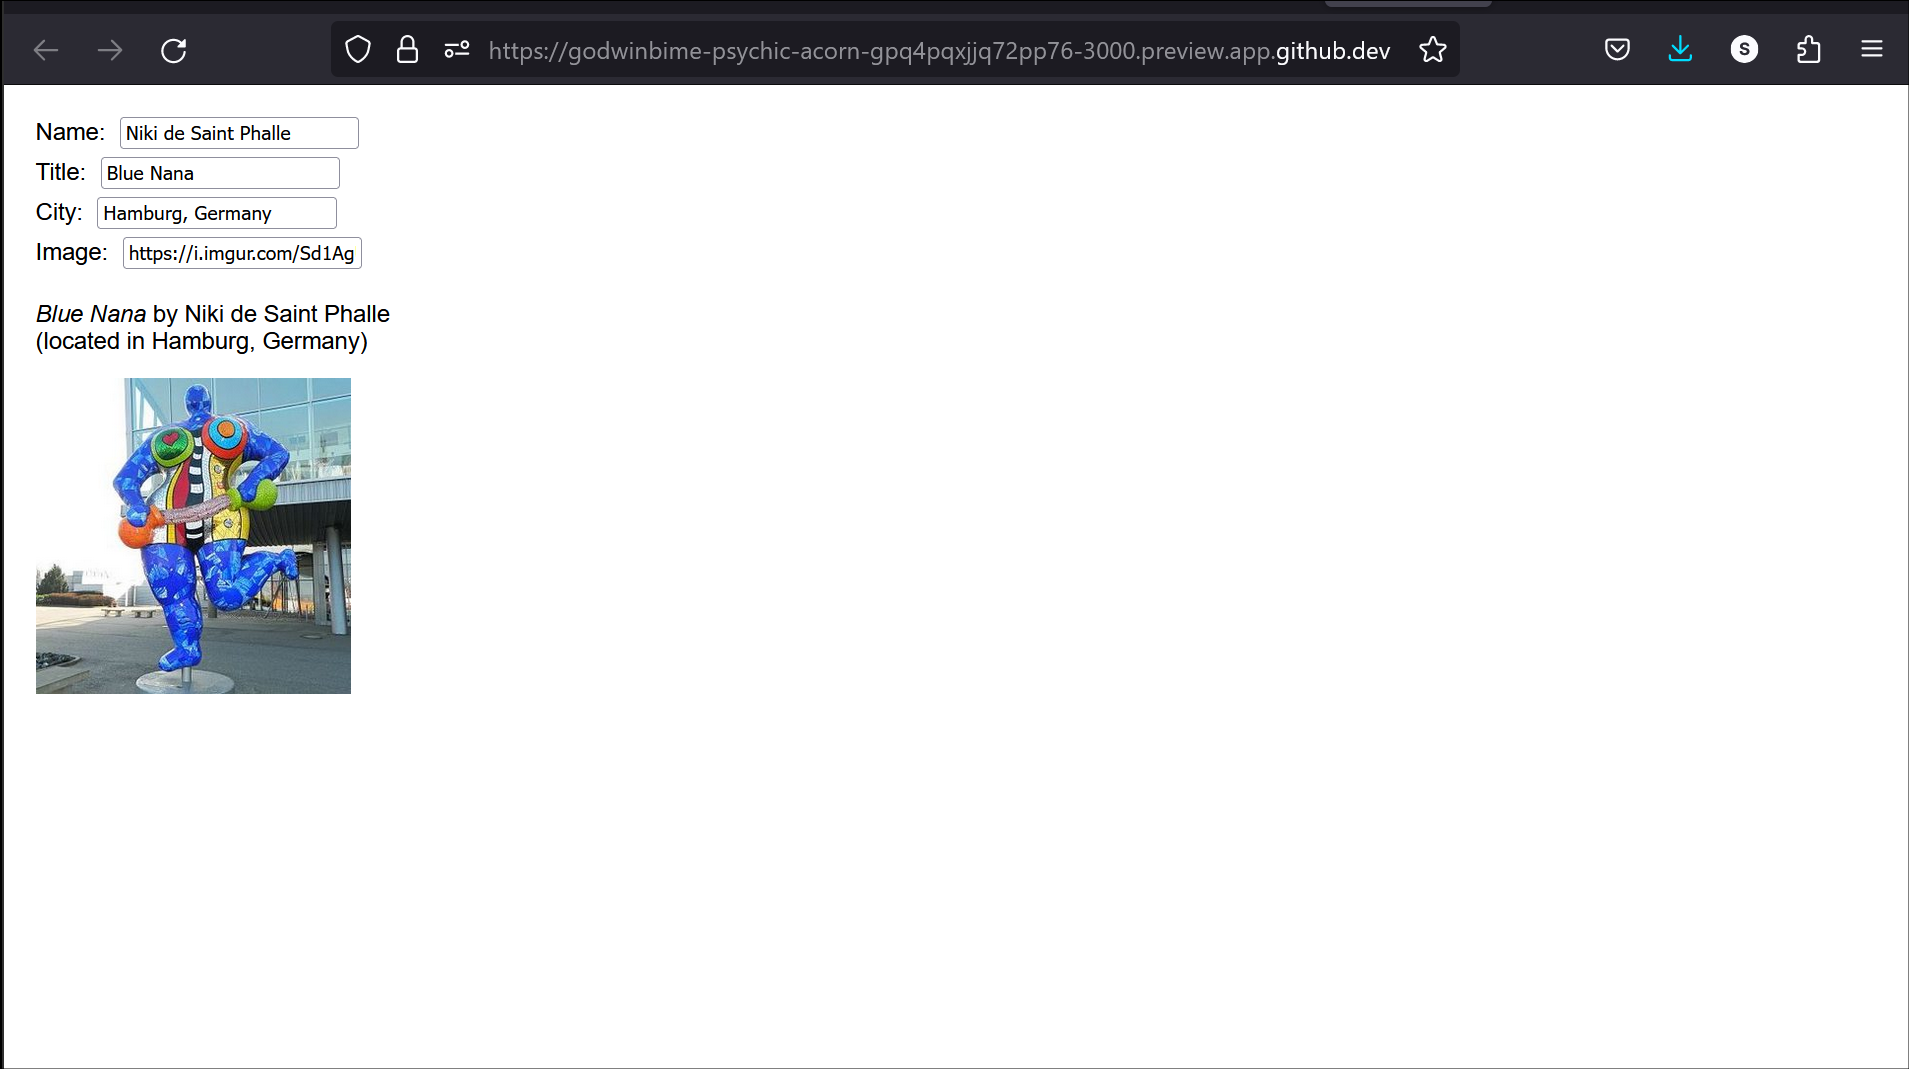 https://godwinbime-psychic-acorn-gpq4pqxjjq72pp76-3000.preview.app.github.dev
S
Name: Niki de Saint Phalle
Title: Blue Nana
City: Hamburg, Germany
Image: https://i.imgur.com/Sd1Ag
Blue Nana by Niki de Saint Phalle
(located in Hamburg, Germany)